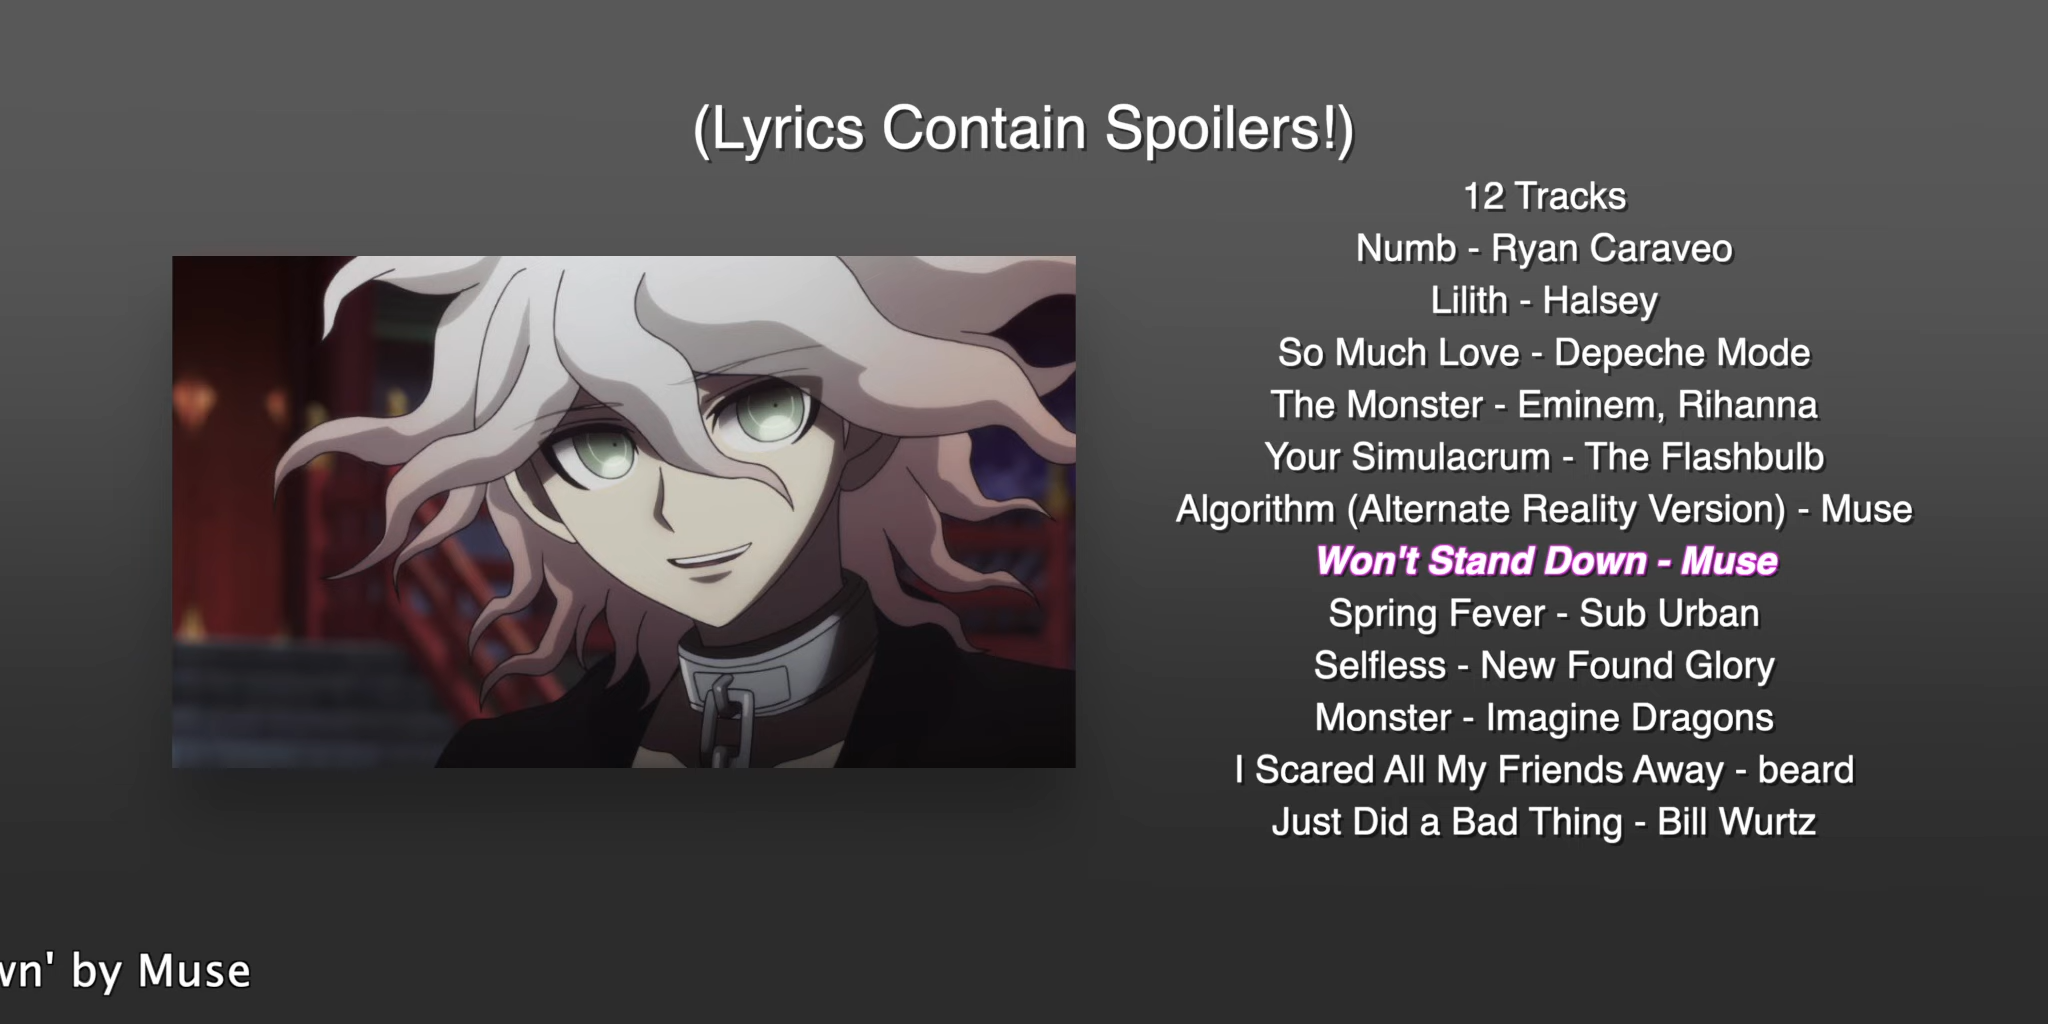 (Lyrics Contain Spoilers!)
12 Tracks
Numb - Ryan Caraveo
Lilith - Halsey
So Much Love - Depeche Mode
The Monster - Eminem, Rihanna
Your Simulacrum - The Flashbulb
Algorithm (Alternate Reality Version) - Muse
Won't Stand Down - Muse
Spring Fever - Sub Urban
Selfless - New Found Glory
Monster - Imagine Dragons
I Scared All My Friends Away - beard
Just Did a Bad Thing - Bill Wurtz
wn' by Muse